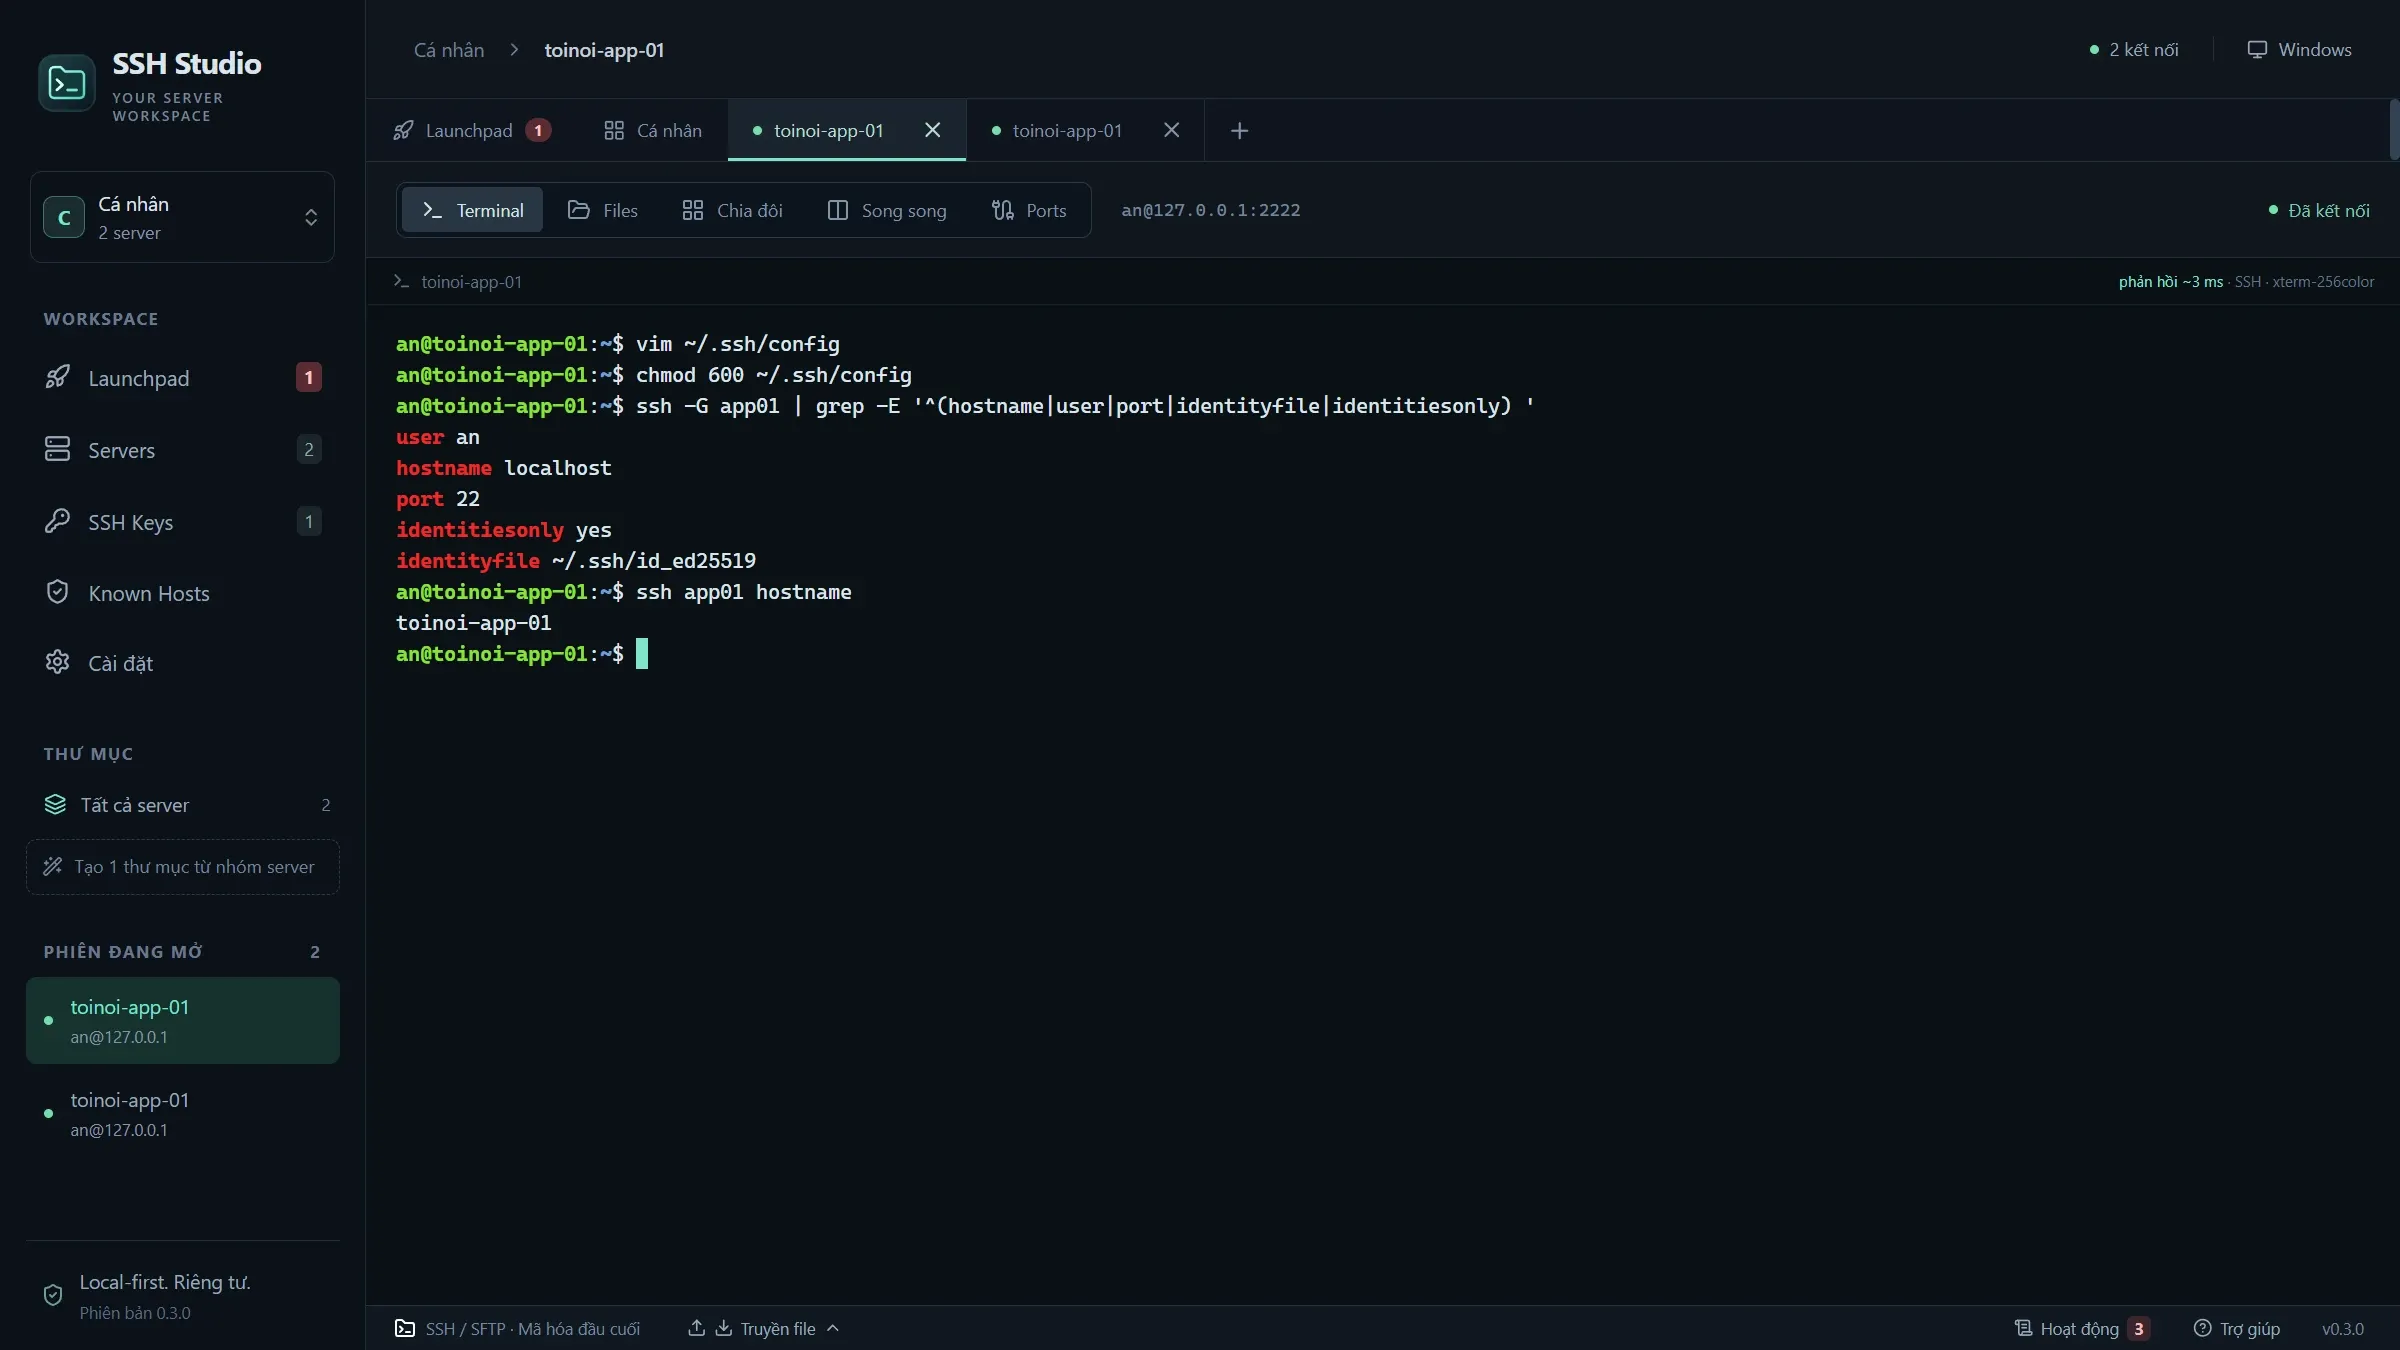 SSH Studio
YOUR SERVER
WORKSPACE
C
Cá nhân
2 server
WORKSPACE
Launchpad 1
Servers 2
SSH Keys 1
Known Hosts
Cài đặt
THƯ MỤC
Tất cả server 2
Tạo 1 thư mục từ nhóm server
PHIÊN ĐANG MỞ 2
toinoi-app-01
an@127.0.0.1
toinoi-app-01
an@127.0.0.1
Local-first. Riêng tư.
Phiên bản 0.3.0
Cá nhân > toinoi-app-01
2 kết nối
Windows
Launchpad 1
Cá nhân
toinoi-app-01
toinoi-app-01
Terminal
Files
Chia đôi
Song song
Ports
an@127.0.0.1:2222
Đã kết nối
toinoi-app-01
phản hồi ~3 ms · SSH · xterm-256color
an@toinoi-app-01:~$ vim ~/.ssh/config
an@toinoi-app-01:~$ chmod 600 ~/.ssh/config
an@toinoi-app-01:~$ ssh -G app01 | grep -E '^(hostname|user|port|identityfile|identitiesonly) '
user an
hostname localhost
port 22
identitiesonly yes
identityfile ~/.ssh/id_ed25519
an@toinoi-app-01:~$ ssh app01 hostname
toinoi-app-01
an@toinoi-app-01:~$
SSH / SFTP · Mã hóa đầu cuối
Truyền file
Hoạt động 3
Trợ giúp
v0.3.0